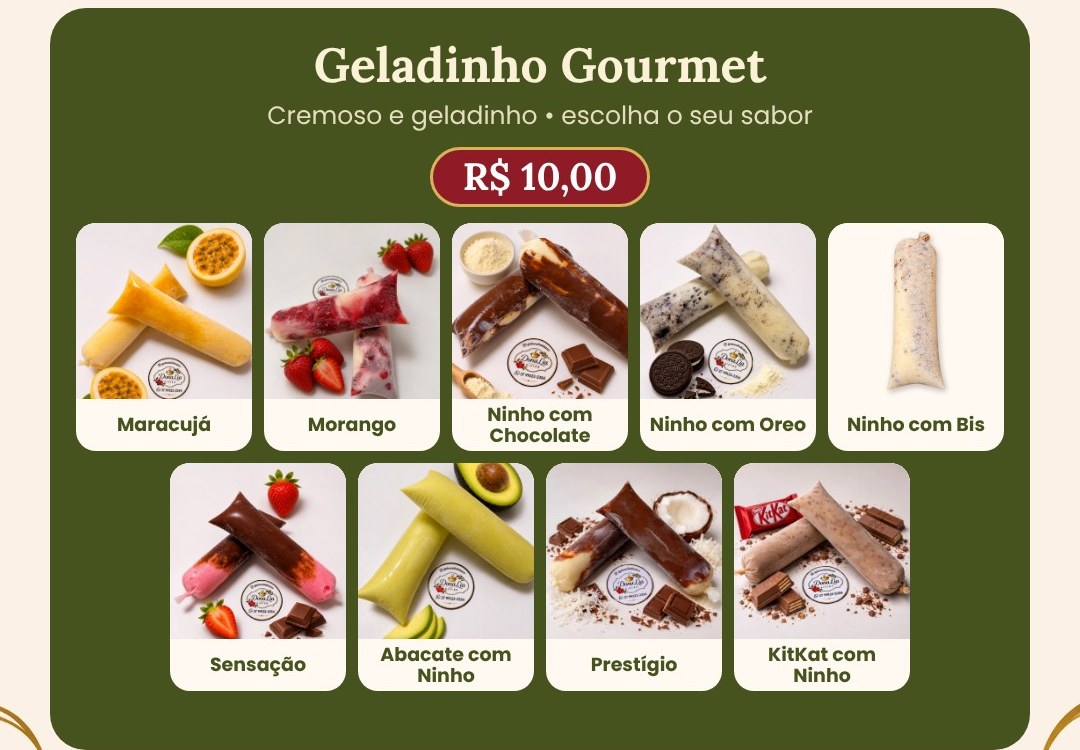 Geladinho Gourmet
Cremoso e geladinho • escolha o seu sabor
R$ 10,00
Maracujá
Morango
Ninho com
Chocolate
Ninho com Oreo
Ninho com Bis
Sensação
Abacate com
Ninho
Prestígio
KitKat
KitKat com
Ninho